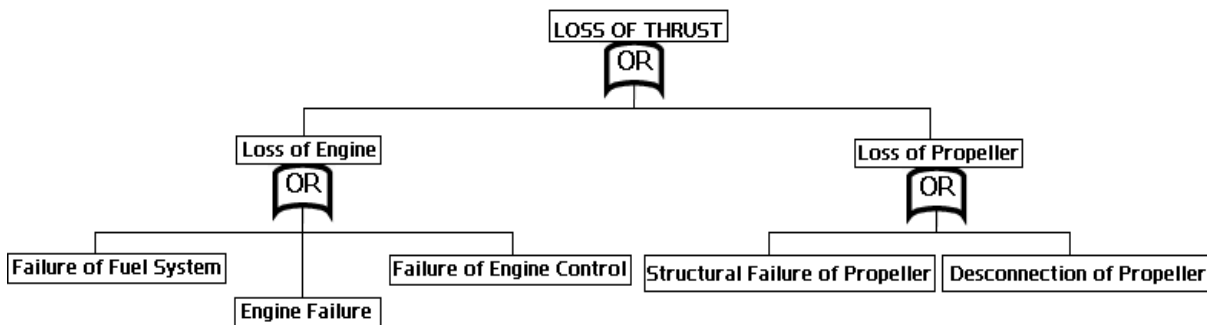 LOSS OF THRUST
OR
Loss of Engine
Loss of Propeller
OR
OR
Failure of Fuel System
Failure of Engine Control
Structural Failure of Propeller
Desconnection of Propeller
Engine Failure